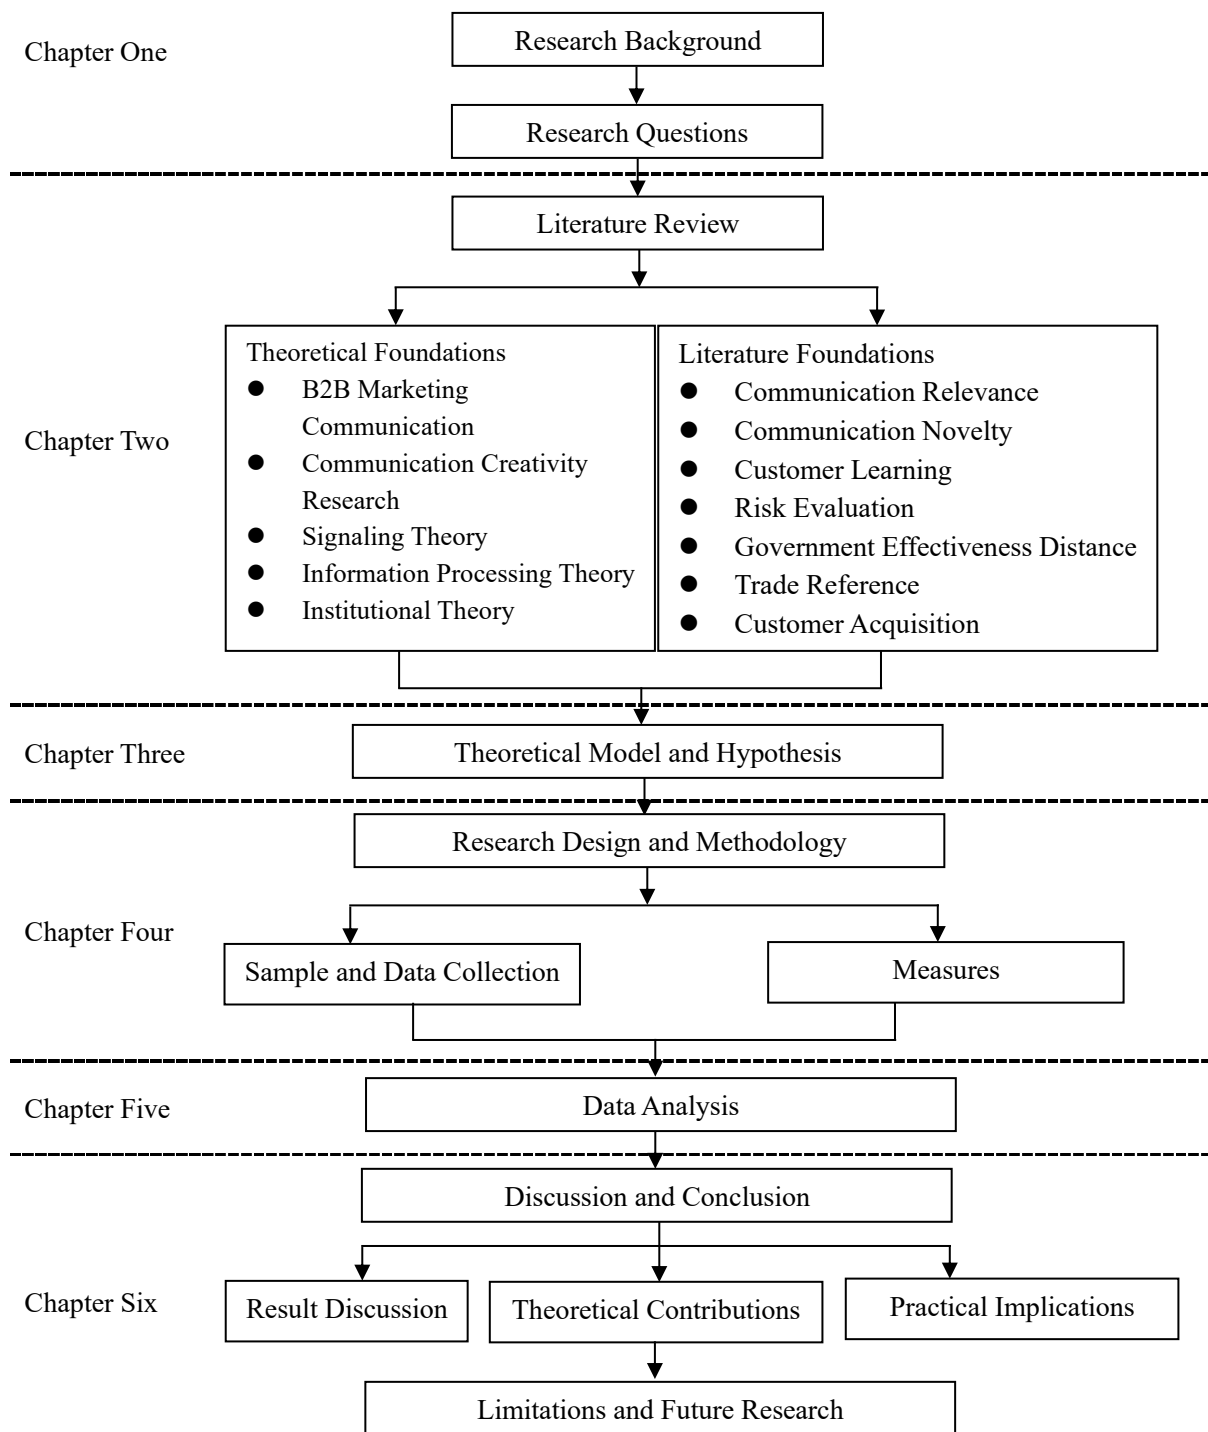 Chapter One
Research Background
Research Questions
Literature Review
Chapter Two
Theoretical Foundations
● B2B Marketing
Communication
● Communication Creativity
Research
● Signaling Theory
● Information Processing Theory
● Institutional Theory
Literature Foundations
● Communication Relevance
● Communication Novelty
● Customer Learning
● Risk Evaluation
● Government Effectiveness Distance
● Trade Reference
● Customer Acquisition
Chapter Three
Theoretical Model and Hypothesis
Research Design and Methodology
Chapter Four
Sample and Data Collection
Measures
Chapter Five
Data Analysis
Discussion and Conclusion
Chapter Six
Result Discussion
Theoretical Contributions
Practical Implications
Limitations and Future Research